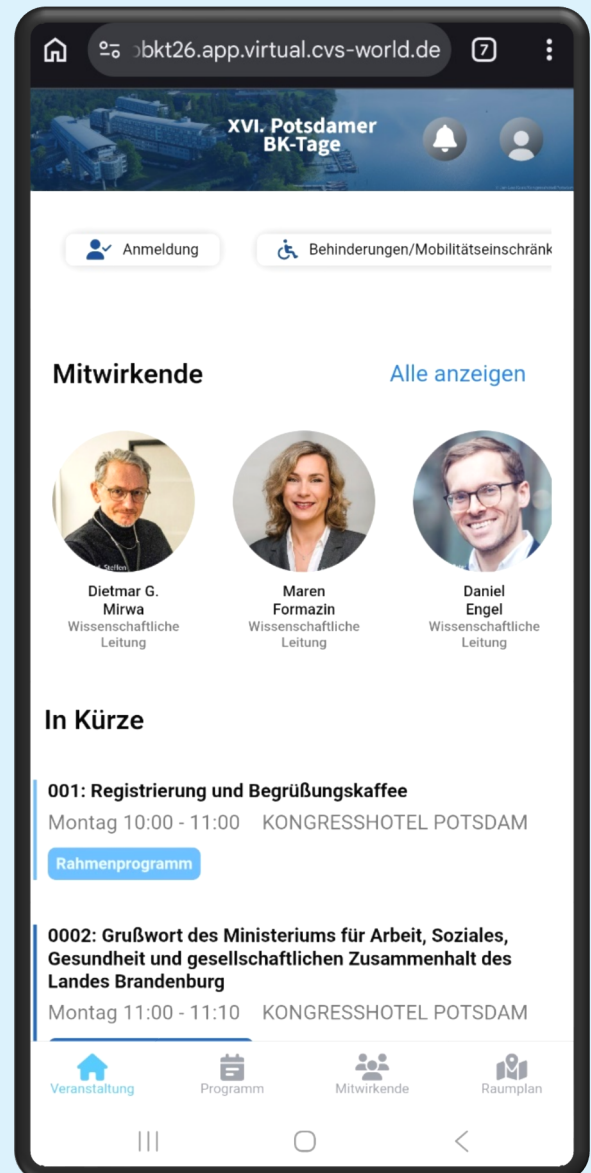 obkt26.app.virtual.cvs-world.de
7
XVI. Potsdamer
BK-Tage
Anmeldung
Behinderungen/Mobilitätseinschränk
Mitwirkende
Alle anzeigen
Dietmar G.
Mirwa
Wissenschaftliche
Leitung
Maren
Formazin
Wissenschaftliche
Leitung
Daniel
Engel
Wissenschaftliche
Leitung
In Kürze
001: Registrierung und Begrüßungskaffee
Montag 10:00 - 11:00 KONGRESSHOTEL POTSDAM
Rahmenprogramm
0002: Grußwort des Ministeriums für Arbeit, Soziales,
Gesundheit und gesellschaftlichen Zusammenhalt des
Landes Brandenburg
Montag 11:00 - 11:10 KONGRESSHOTEL POTSDAM
Veranstaltung
Programm
Mitwirkende
Raumplan